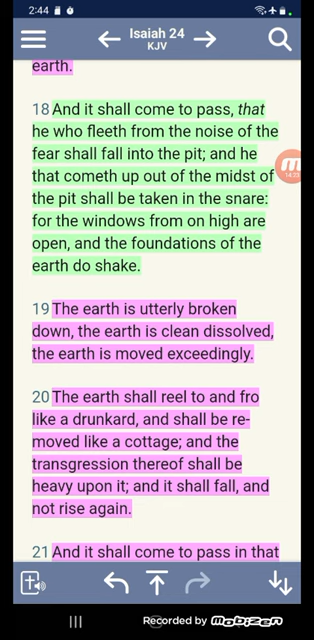 2:44
Isaiah 24
KJV
earth.
18 And it shall come to pass, that
he who fleeth from the noise of the
fear shall fall into the pit; and he
that cometh up out of the midst of
the pit shall be taken in the snare:
for the windows from on high are
open, and the foundations of the
earth do shake.
19 The earth is utterly broken
down, the earth is clean dissolved,
the earth is moved exceedingly.
20 The earth shall reel to and fro
like a drunkard, and shall be re-
moved like a cottage; and the
transgression thereof shall be
heavy upon it; and it shall fall, and
not rise again.
21 And it shall come to pass in that
Recorded by mobizen